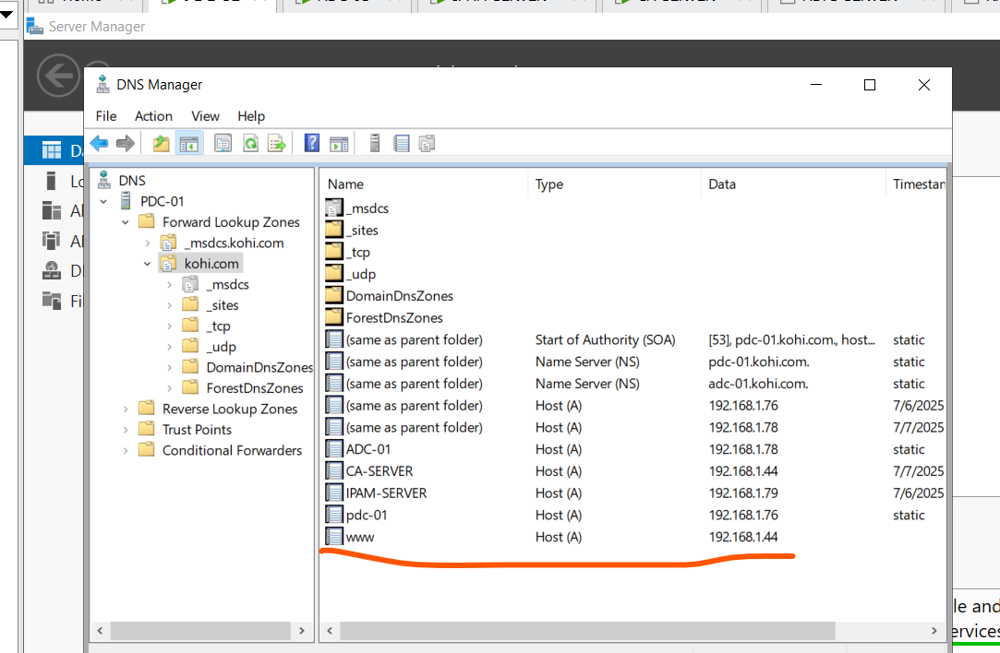 Server Manager
DNS Manager
File Action View Help
DNS
PDC-01
Forward Lookup Zones
_msdcs.kohi.com
kohi.com
_msdcs
_sites
_tcp
_udp
DomainDnsZones
ForestDnsZones
Reverse Lookup Zones
Trust Points
Conditional Forwarders
Name Type Data Timestam
_msdcs
_sites
_tcp
_udp
DomainDnsZones
ForestDnsZones
(same as parent folder) Start of Authority (SOA) [53], pdc-01.kohi.com., host... static
(same as parent folder) Name Server (NS) pdc-01.kohi.com. static
(same as parent folder) Name Server (NS) adc-01.kohi.com. static
(same as parent folder) Host (A) 192.168.1.76 7/6/2025
(same as parent folder) Host (A) 192.168.1.78 7/7/2025
ADC-01 Host (A) 192.168.1.78 static
CA-SERVER Host (A) 192.168.1.44 7/7/2025
IPAM-SERVER Host (A) 192.168.1.79 7/6/2025
pdc-01 Host (A) 192.168.1.76 static
www Host (A) 192.168.1.44
le and
ervices